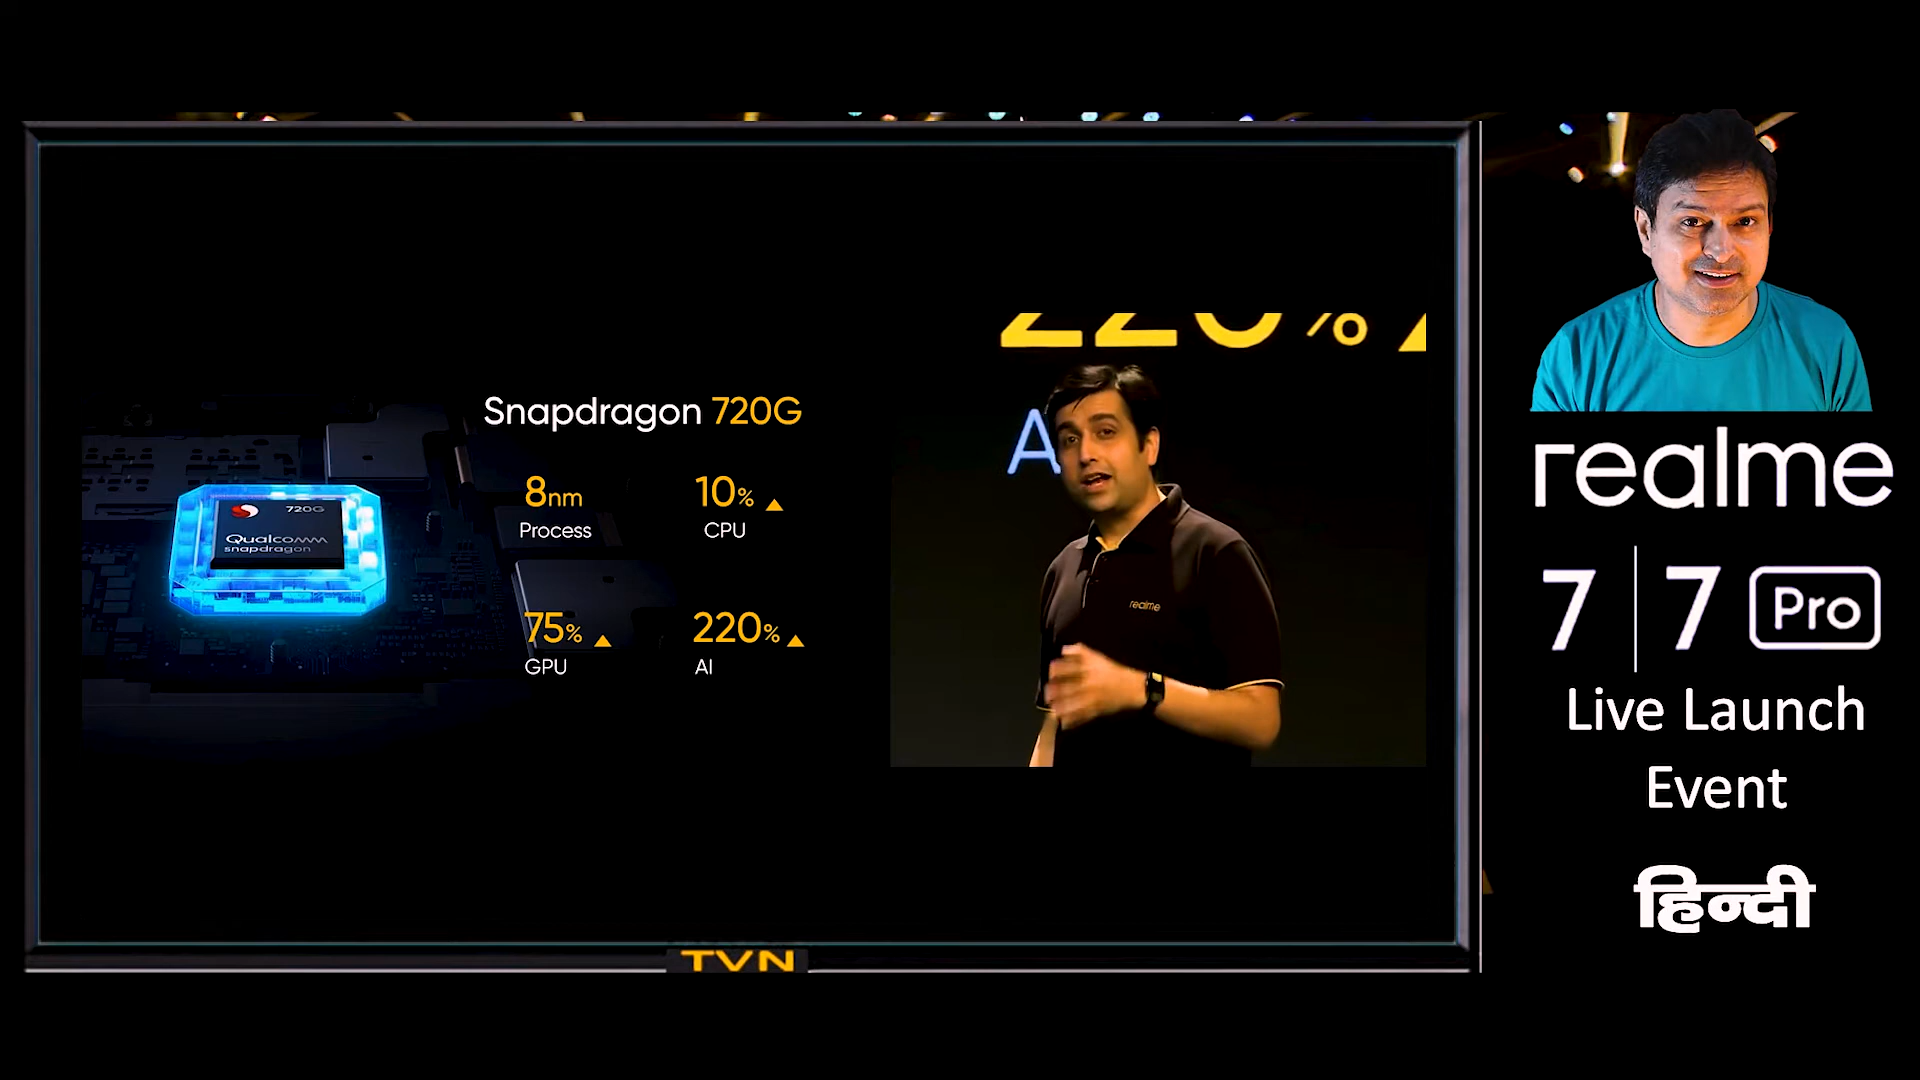 Snapdragon 720G
8nm
Process
10%
CPU
75%
GPU
220%
AI
720G
Qualcomm
snapdragon
220%
A
realme
TVN
realme
7 | 7 Pro
Live Launch
Event
हिन्दी